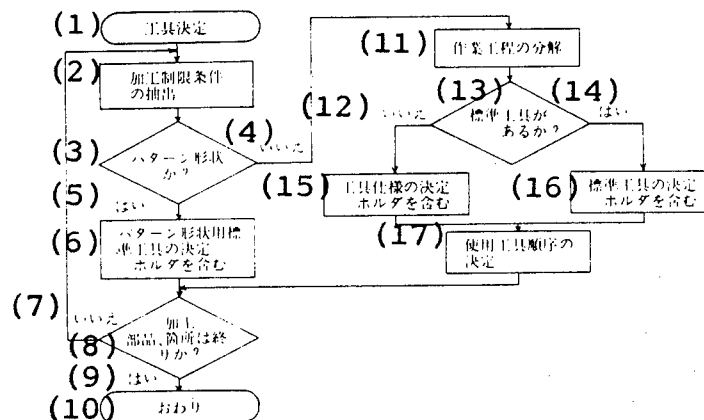 (1) 工具決定
(2) 加工制限条件
の抽出
(3) パターン形状
か?
(4) いいえ
(5) はい
(6) パターン形状用標
準工具の決定
ホルダを含む
(7) いいえ
(8) 加工
部品、箇所は終
りか?
(9) はい
(10) おわり
(11) 作業工程の分解
(12) いいえ
(13) 標準工具が
あるか?
(14) はい
(15) 工具仕様の決定
ホルダを含む
(16) 標準工具の決定
ホルダを含む
(17) 使用工具順序の
決定